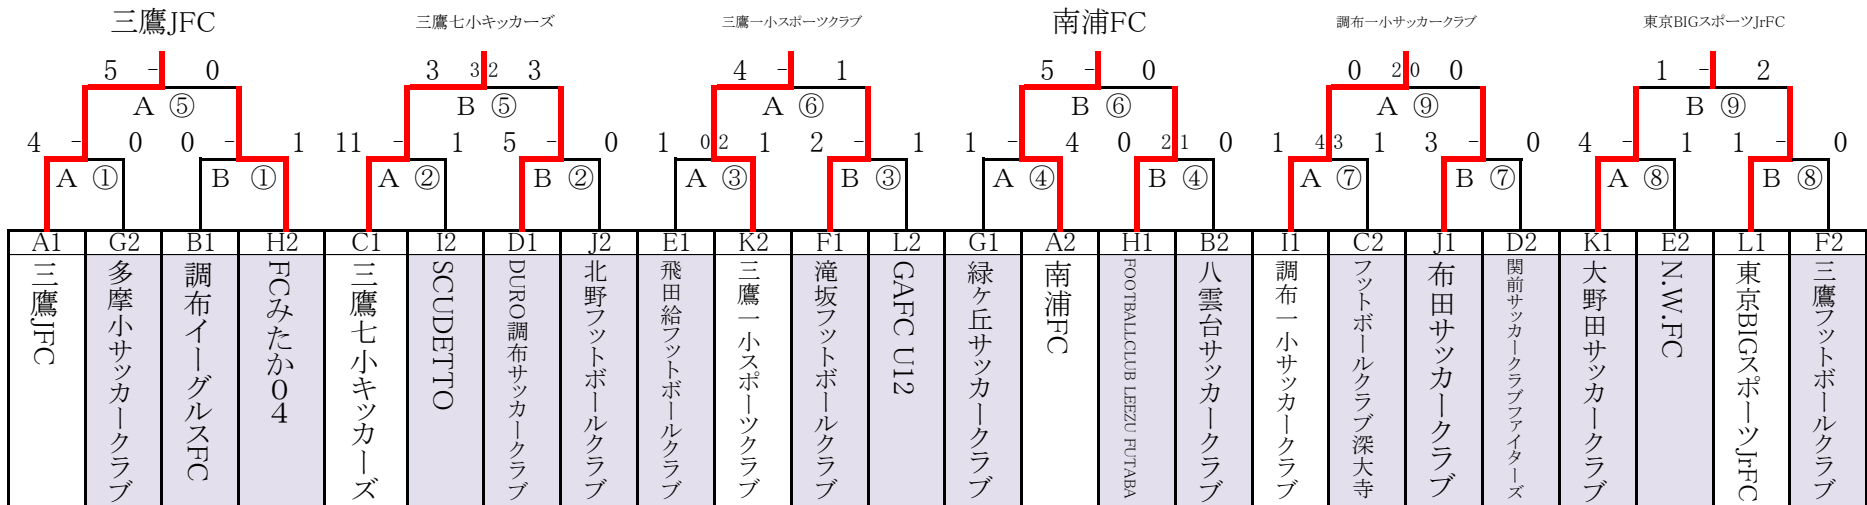 三鷹JFC 三鷹七小キッカーズ 三鷹一小スポーツクラブ 南浦FC 調布一小サッカークラブ 東京BIGスポーツJrFC
5 - 0 3 3 2 3 4 - 1 5 - 0 0 2 0 0 1 - 2
A ⑤ B ⑤ A ⑥ B ⑥ A ⑨ B ⑨
4 - 0 0 - 1 11 - 1 5 - 0 1 0 2 1 2 - 1 1 - 4 0 2 1 0 1 4 3 1 3 - 0 4 - 1 1 - 0
A ① B ① A ② B ② A ③ B ③ A ④ B ④ A ⑦ B ⑦ A ⑧ B ⑧
A1 G2 B1 H2 C1 I2 D1 J2 E1 K2 F1 L2 G1 A2 H1 B2 I1 C2 J1 D2 K1 E2 L1 F2
三鷹JFC
多摩小サッカークラブ
調布イーグルスFC
FCみたか04
三鷹七小キッカーズ
SCUDETTO
DURO調布サッカークラブ
北野フットボールクラブ
飛田給フットボールクラブ
三鷹一小スポーツクラブ
滝坂フットボールクラブ
GAFC U12
緑ヶ丘サッカークラブ
南浦FC
FOOTBALLCLUB LEEZU FUTABA
八雲台サッカークラブ
調布一小サッカークラブ
フットボールクラブ深大寺
布田サッカークラブ
関前サッカークラブファイターズ
大野田サッカークラブ
N.W.FC
東京BIGスポーツJrFC
三鷹フットボールクラブ